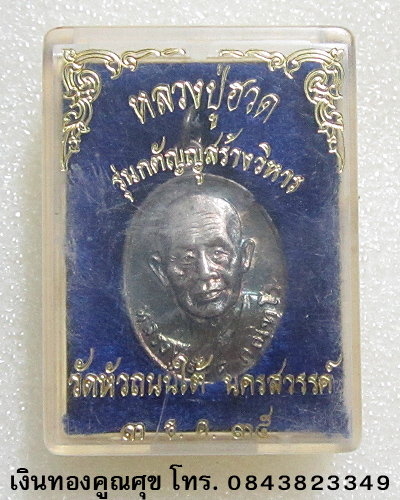 หลวงปู่ฮวด
รุ่นกตัญญูสร้างวิหาร
วัดหัวถนนใต้ นครสวรรค์
๓ ธ.ค. ๓๕
เงินทองคูณศุข โทร. 0843823349